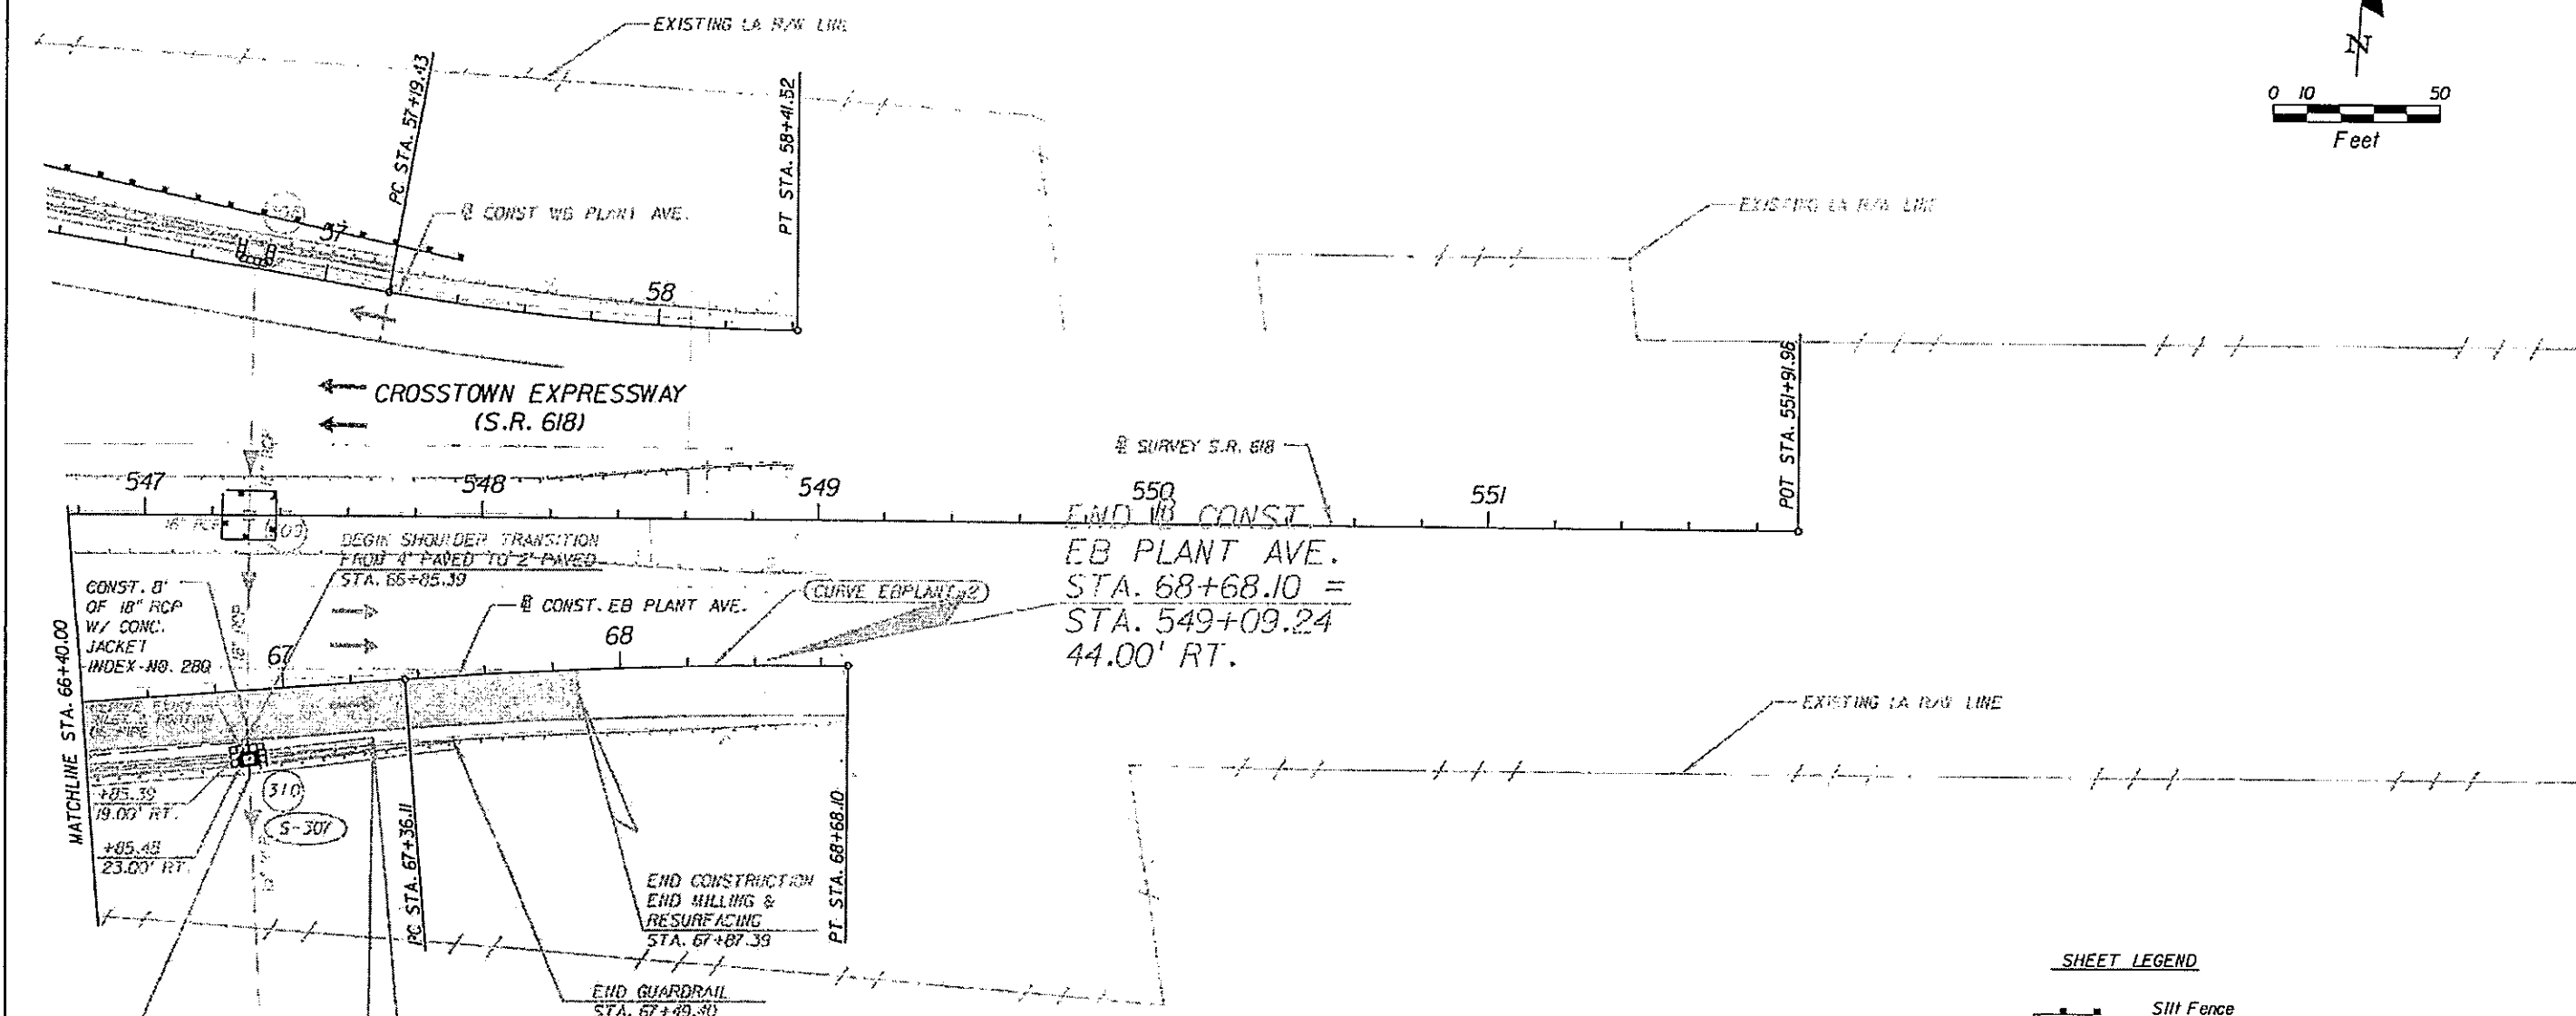 EXISTING LA R/W LINE
N
0 10 50
Feet
PC STA. 57+19.43
PT STA. 58+41.52
57
℄ CONST WB PLANT AVE.
58
EXISTING LA R/W LINE
CROSSTOWN EXPRESSWAY
(S.R. 618)
℄ SURVEY S.R. 618
POT STA. 551+91.96
547
548
549
550
551
END ℄ CONST.
EB PLANT AVE.
STA. 68+68.10 =
STA. 549+09.24
44.00' RT.
BEGIN SHOULDER TRANSITION
FROM 4' PAVED TO 2' PAVED
STA. 66+85.39
CONST. 8'
OF 18" RCP
W/ CONC.
JACKET
INDEX NO. 280
18" RCP
CURVE EBPLANT-2
℄ CONST. EB PLANT AVE.
67
68
MATCHLINE STA. 66+40.00
+85.39
19.00' RT.
310
S-307
+85.48
23.00' RT.
PC STA. 67+36.11
PT STA. 68+68.10
END CONSTRUCTION
END MILLING &
RESURFACING
STA. 67+87.39
END GUARDRAIL
STA. 67+49.40
EXISTING LA R/W LINE
SHEET LEGEND
Silt Fence